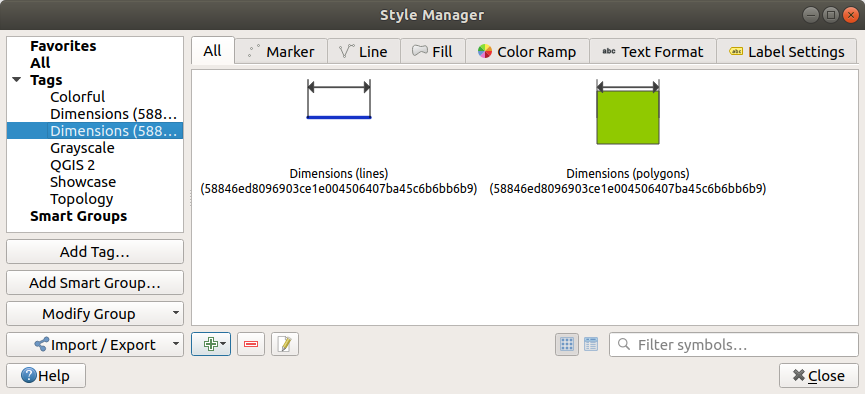 Style Manager
Favorites
All
Tags
Colorful
Dimensions (588...
Dimensions (588...
Grayscale
QGIS 2
Showcase
Topology
Smart Groups
Add Tag...
Add Smart Group...
Modify Group
Import / Export
Help
All
Marker
Line
Fill
Color Ramp
abc Text Format
abc Label Settings
Dimensions (lines)
(58846ed8096903ce1e004506407ba45c6b6bb6b9)
Dimensions (polygons)
(58846ed8096903ce1e004506407ba45c6b6bb6b9)
Filter symbols...
Close